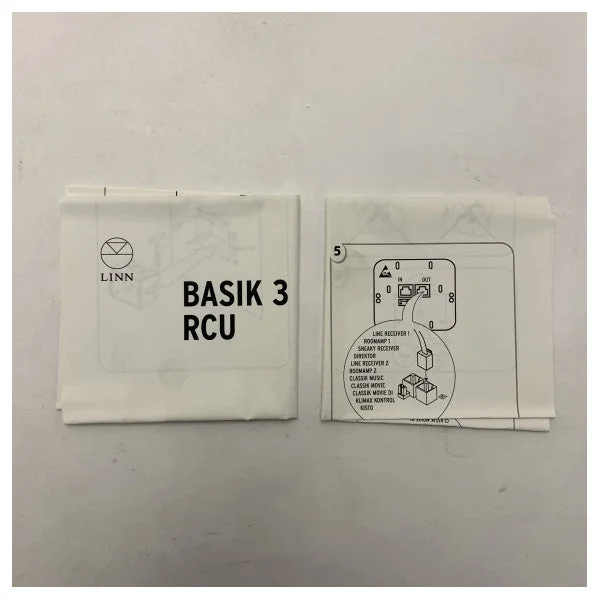 LINN
BASIK 3
RCU
5
IN OUT
LINE RECEIVER 1
ROOMAMP 1
SNEAKY RECEIVER
DIREKTOR
LINE RECEIVER 2
ROOMAMP 2
CLASSIK MUSIC
CLASSIK MOVIE
CLASSIK MOVIE DI
KLIMAX KONTROL
KISTO